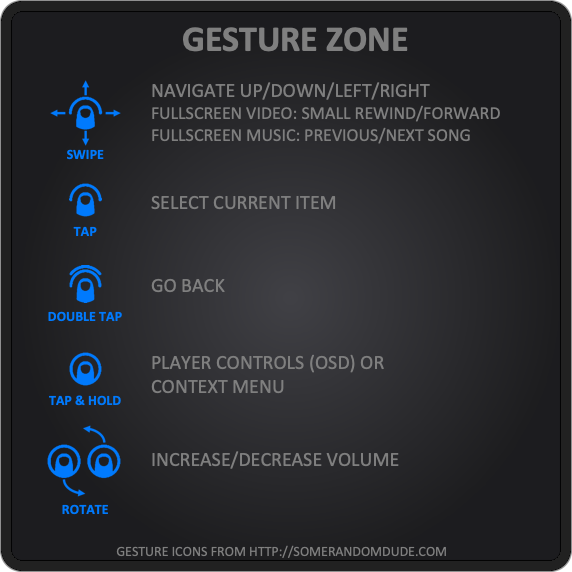 GESTURE ZONE
NAVIGATE UP/DOWN/LEFT/RIGHT
FULLSCREEN VIDEO: SMALL REWIND/FORWARD
FULLSCREEN MUSIC: PREVIOUS/NEXT SONG
SWIPE
SELECT CURRENT ITEM
TAP
GO BACK
DOUBLE TAP
PLAYER CONTROLS (OSD) OR
CONTEXT MENU
TAP & HOLD
INCREASE/DECREASE VOLUME
ROTATE
GESTURE ICONS FROM HTTP://SOMERANDOMDUDE.COM